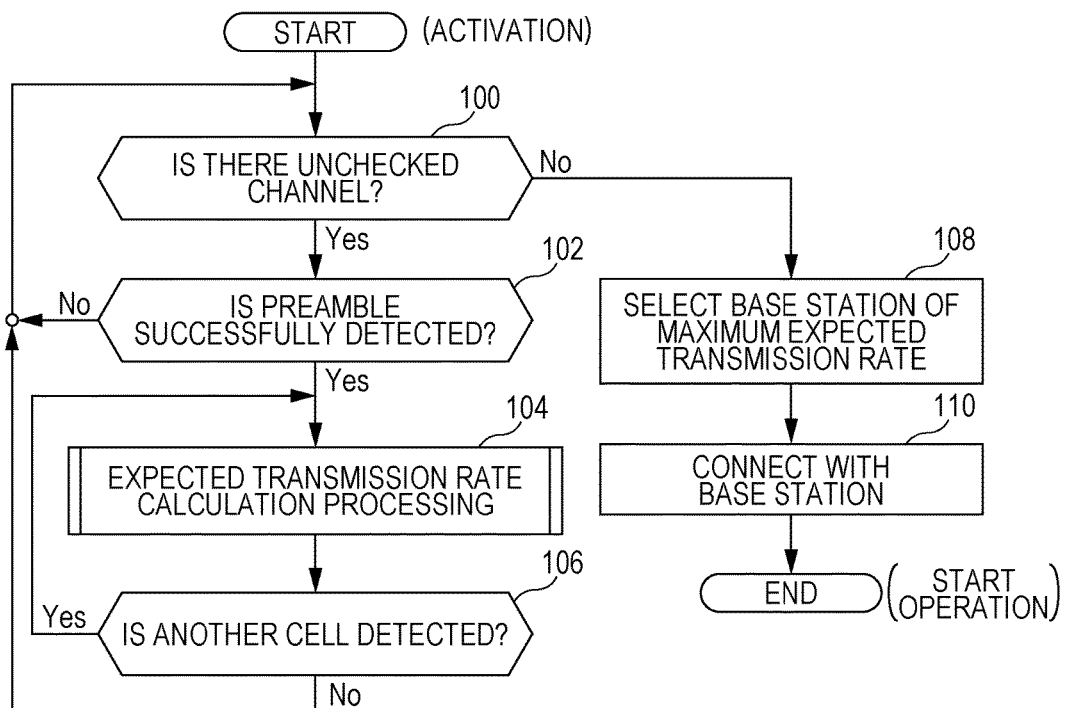 START
(ACTIVATION)
100
IS THERE UNCHECKED
CHANNEL?
No
Yes
102
No
IS PREAMBLE
SUCCESSFULLY DETECTED?
Yes
104
EXPECTED TRANSMISSION RATE
CALCULATION PROCESSING
106
Yes
IS ANOTHER CELL DETECTED?
No
108
SELECT BASE STATION OF
MAXIMUM EXPECTED
TRANSMISSION RATE
110
CONNECT WITH
BASE STATION
END
(START
OPERATION)